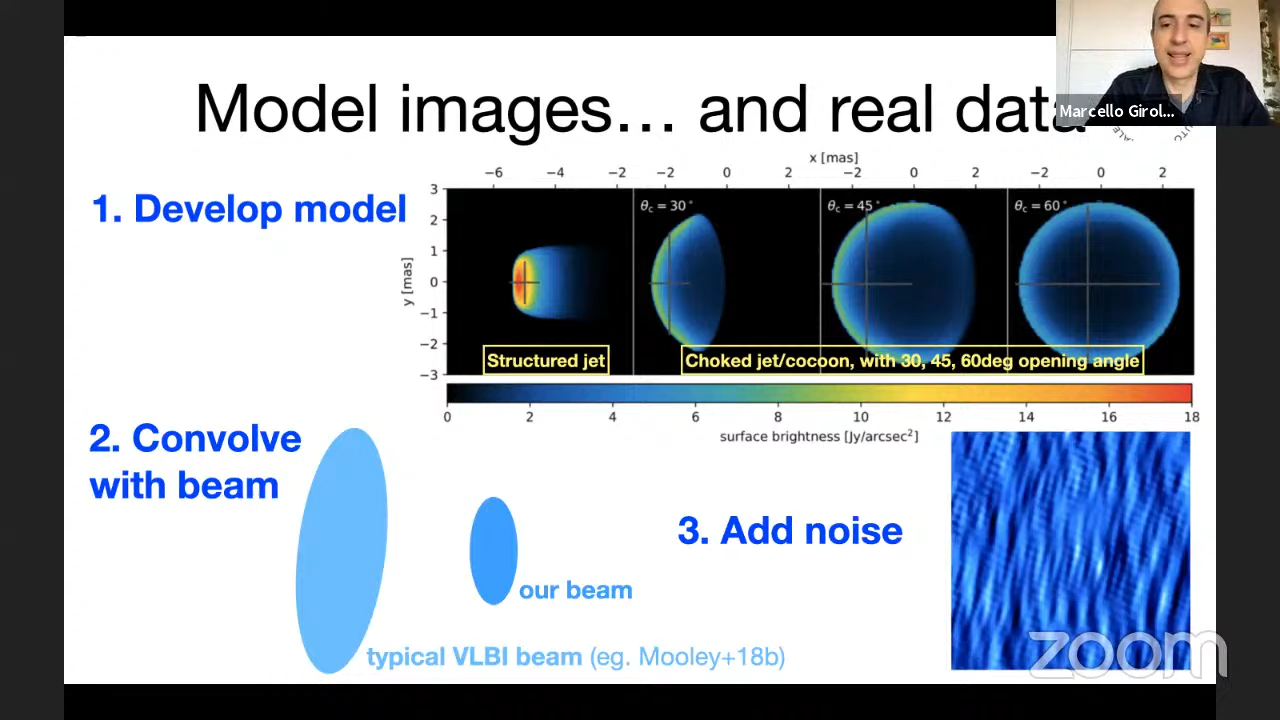 Model images… and real data
Marcello Girol...
1. Develop model
x [mas]
−6 −4 −2 −2 0 2 −2 0 2 −2 0 2
3
2
1
0
−1
−2
−3
y [mas]
θc = 30°
θc = 45°
θc = 60°
Structured jet
Choked jet/cocoon, with 30, 45, 60deg opening angle
0 2 4 6 8 10 12 14 16 18
surface brightness [Jy/arcsec²]
2. Convolve
with beam
3. Add noise
our beam
typical VLBI beam (eg. Mooley+18b)
zoom